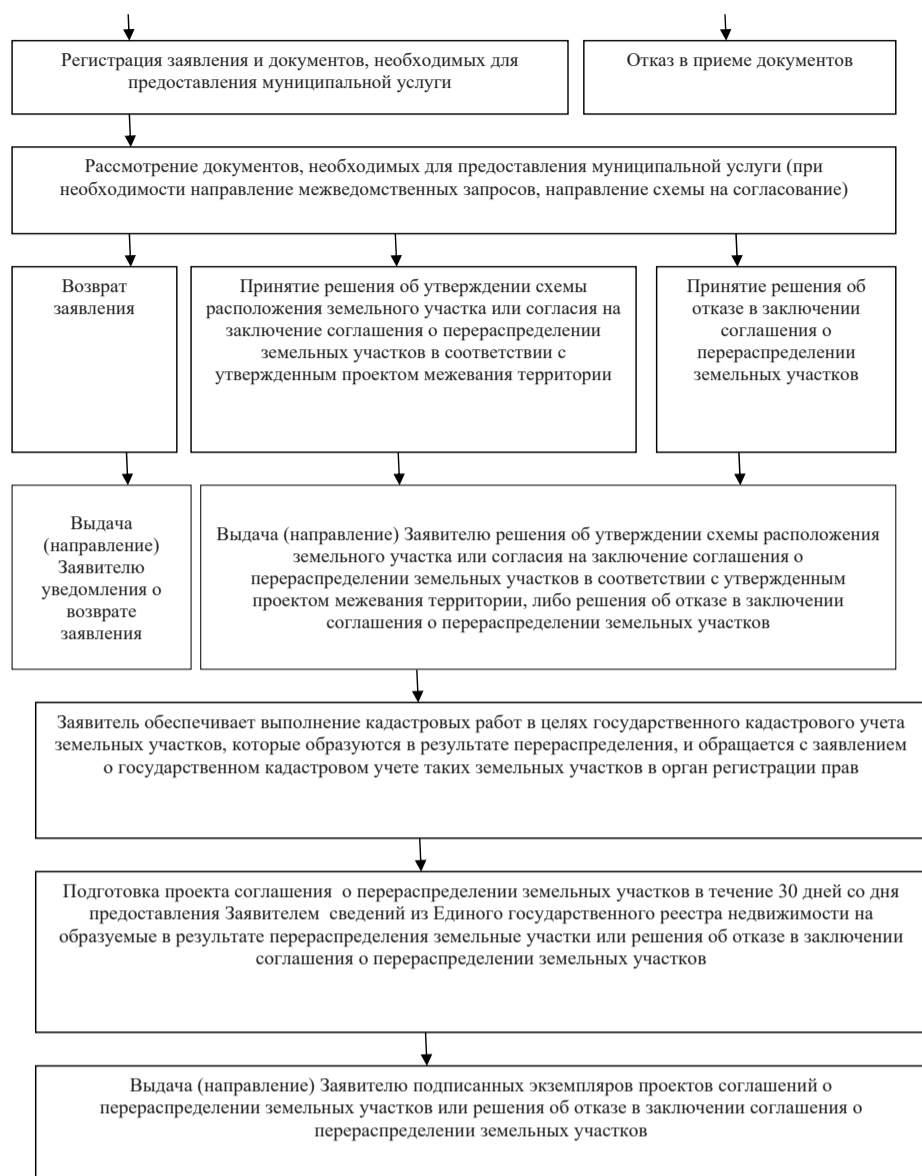 Регистрация заявления и документов, необходимых для
предоставления муниципальной услуги
Отказ в приеме документов
Рассмотрение документов, необходимых для предоставления муниципальной услуги (при
необходимости направление межведомственных запросов, направление схемы на согласование)
Возврат
заявления
Принятие решения об утверждении схемы
расположения земельного участка или согласия на
заключение соглашения о перераспределении
земельных участков в соответствии с
утвержденным проектом межевания территории
Принятие решения об
отказе в заключении
соглашения о
перераспределении
земельных участков
Выдача
(направление)
Заявителю
уведомления о
возврате
заявления
Выдача (направление) Заявителю решения об утверждении схемы расположения
земельного участка или согласия на заключение соглашения о
перераспределении земельных участков в соответствии с утвержденным
проектом межевания территории, либо решения об отказе в заключении
соглашения о перераспределении земельных участков
Заявитель обеспечивает выполнение кадастровых работ в целях государственного кадастрового учета
земельных участков, которые образуются в результате перераспределения, и обращается с заявлением
о государственном кадастровом учете таких земельных участков в орган регистрации прав
Подготовка проекта соглашения о перераспределении земельных участков в течение 30 дней со дня
предоставления Заявителем сведений из Единого государственного реестра недвижимости на
образуемые в результате перераспределения земельные участки или решения об отказе в заключении
соглашения о перераспределении земельных участков
Выдача (направление) Заявителю подписанных экземпляров проектов соглашений о
перераспределении земельных участков или решения об отказе в заключении соглашения о
перераспределении земельных участков